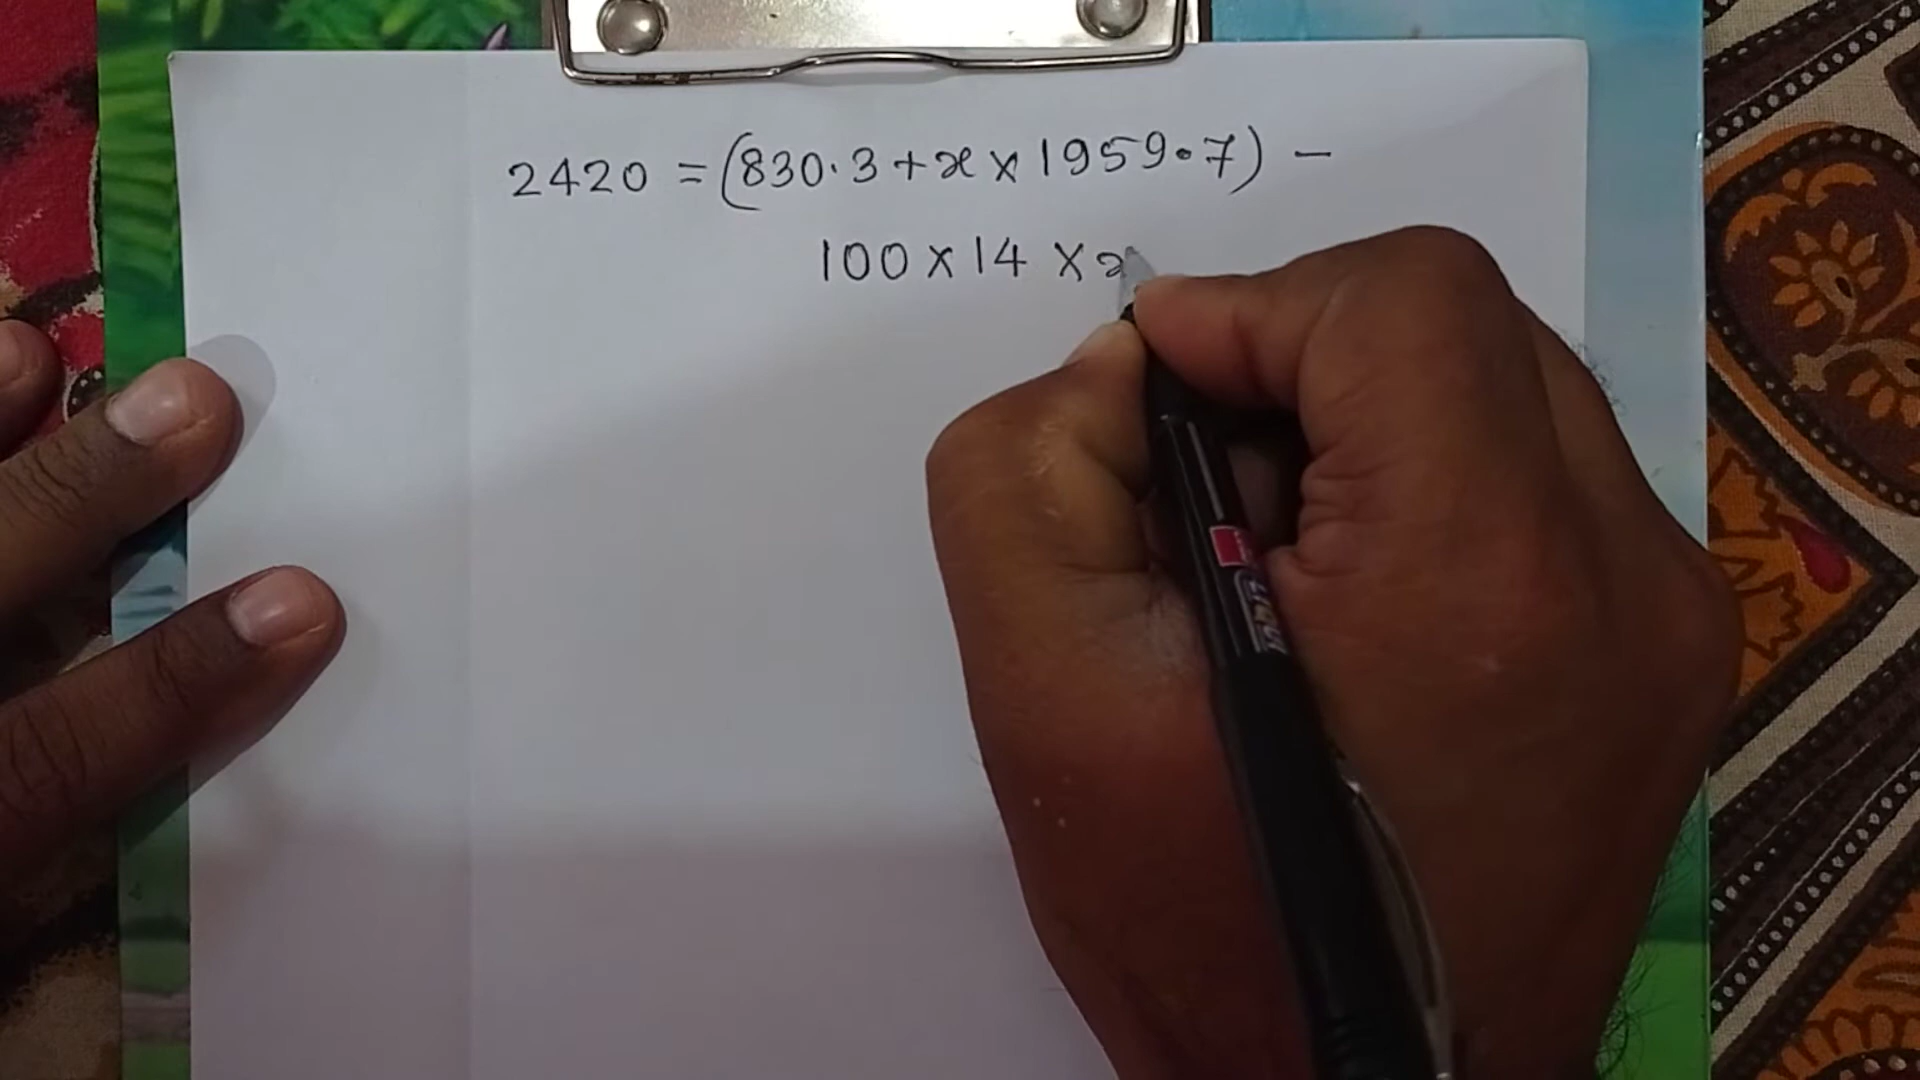 2420 = (830.3 + x × 1959.7) −
100 × 14 ×